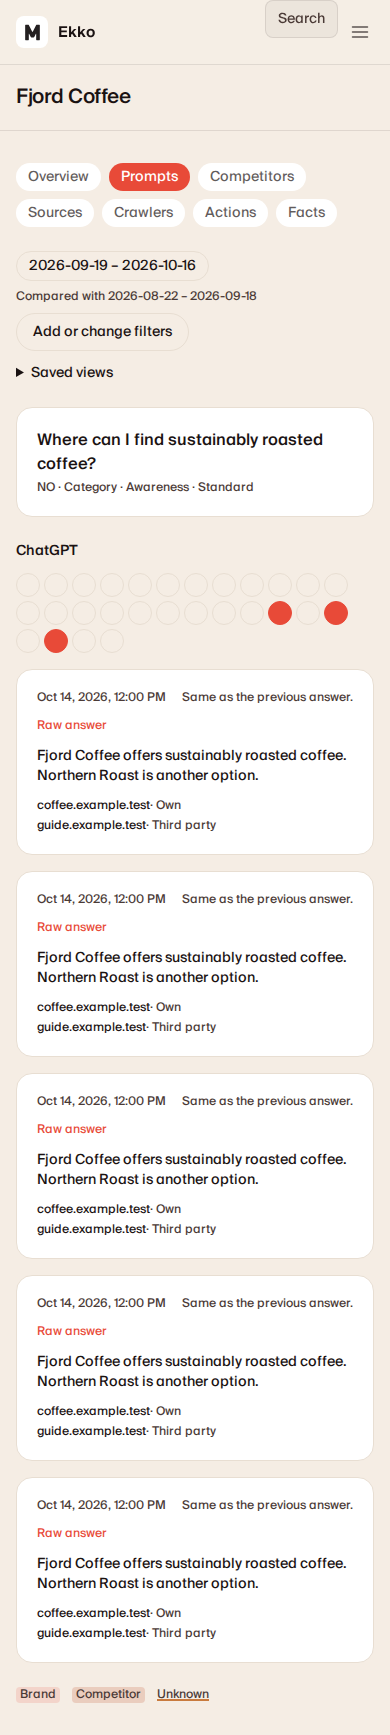 M Ekko
Search
Fjord Coffee
Overview Prompts Competitors
Sources Crawlers Actions Facts
2026-09-19 – 2026-10-16
Compared with 2026-08-22 – 2026-09-18
Add or change filters
Saved views
Where can I find sustainably roasted
coffee?
NO · Category · Awareness · Standard
ChatGPT
Oct 14, 2026, 12:00 PM Same as the previous answer.
Raw answer
Fjord Coffee offers sustainably roasted coffee.
Northern Roast is another option.
coffee.example.test· Own
guide.example.test· Third party
Oct 14, 2026, 12:00 PM Same as the previous answer.
Raw answer
Fjord Coffee offers sustainably roasted coffee.
Northern Roast is another option.
coffee.example.test· Own
guide.example.test· Third party
Oct 14, 2026, 12:00 PM Same as the previous answer.
Raw answer
Fjord Coffee offers sustainably roasted coffee.
Northern Roast is another option.
coffee.example.test· Own
guide.example.test· Third party
Oct 14, 2026, 12:00 PM Same as the previous answer.
Raw answer
Fjord Coffee offers sustainably roasted coffee.
Northern Roast is another option.
coffee.example.test· Own
guide.example.test· Third party
Oct 14, 2026, 12:00 PM Same as the previous answer.
Raw answer
Fjord Coffee offers sustainably roasted coffee.
Northern Roast is another option.
coffee.example.test· Own
guide.example.test· Third party
Brand Competitor Unknown